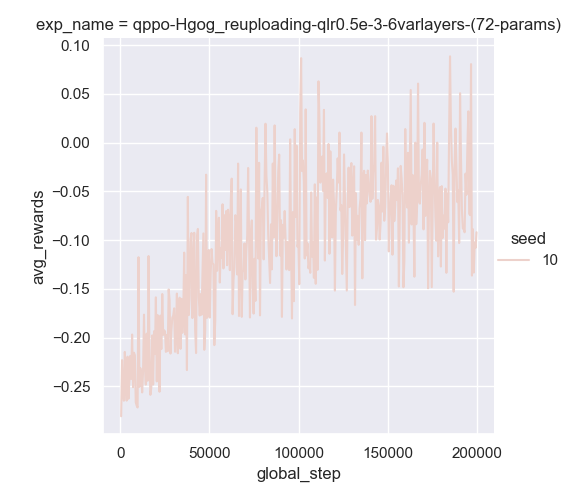 exp_name = qppo-Hgog_reuploading-qlr0.5e-3-6varlayers-(72-params)
0.10
0.05
0.00
−0.05
−0.10
−0.15
−0.20
−0.25
avg_rewards
0 50000 100000 150000 200000
global_step
seed
10